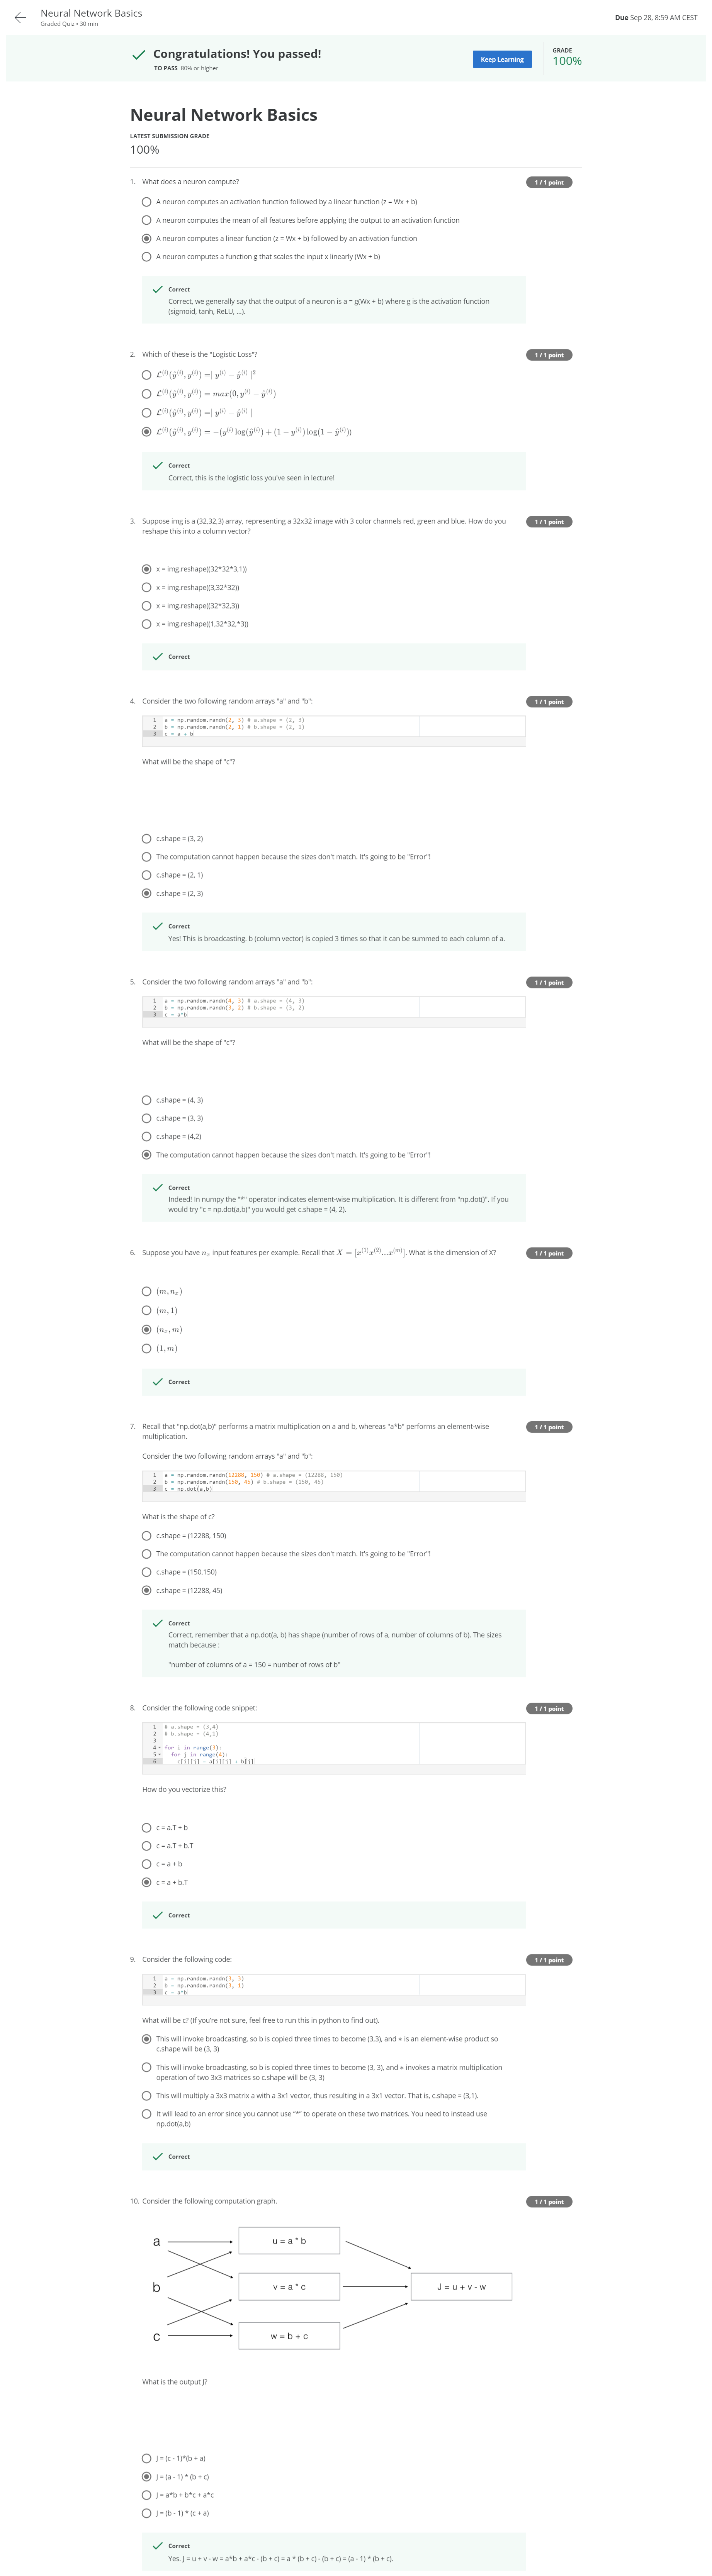 Neural Network Basics
Graded Quiz • 30 min
Due Sep 28, 8:59 AM CEST
Congratulations! You passed!
TO PASS 80% or higher
Keep Learning
GRADE
100%
Neural Network Basics
LATEST SUBMISSION GRADE
100%
1. What does a neuron compute?
1 / 1 point
A neuron computes an activation function followed by a linear function (z = Wx + b)
A neuron computes the mean of all features before applying the output to an activation function
A neuron computes a linear function (z = Wx + b) followed by an activation function
A neuron computes a function g that scales the input x linearly (Wx + b)
Correct
Correct, we generally say that the output of a neuron is a = g(Wx + b) where g is the activation function
(sigmoid, tanh, ReLU, ...).
2. Which of these is the "Logistic Loss"?
1 / 1 point
ℒ^(i)(ŷ^(i), y^(i)) =| y^(i) − ŷ^(i) |^2
ℒ^(i)(ŷ^(i), y^(i)) = max(0, y^(i) − ŷ^(i))
ℒ^(i)(ŷ^(i), y^(i)) =| y^(i) − ŷ^(i) |
ℒ^(i)(ŷ^(i), y^(i)) = −(y^(i) log(ŷ^(i)) + (1 − y^(i)) log(1 − ŷ^(i)))
Correct
Correct, this is the logistic loss you've seen in lecture!
3. Suppose img is a (32,32,3) array, representing a 32x32 image with 3 color channels red, green and blue. How do you
reshape this into a column vector?
1 / 1 point
x = img.reshape((32*32*3,1))
x = img.reshape((3,32*32))
x = img.reshape((32*32,3))
x = img.reshape((1,32*32,*3))
Correct
4. Consider the two following random arrays "a" and "b":
1 / 1 point
1 a = np.random.randn(2, 3) # a.shape = (2, 3)
2 b = np.random.randn(2, 1) # b.shape = (2, 1)
3 c = a + b
What will be the shape of "c"?
c.shape = (3, 2)
The computation cannot happen because the sizes don't match. It's going to be "Error"!
c.shape = (2, 1)
c.shape = (2, 3)
Correct
Yes! This is broadcasting. b (column vector) is copied 3 times so that it can be summed to each column of a.
5. Consider the two following random arrays "a" and "b":
1 / 1 point
1 a = np.random.randn(4, 3) # a.shape = (4, 3)
2 b = np.random.randn(3, 2) # b.shape = (3, 2)
3 c = a*b
What will be the shape of "c"?
c.shape = (4, 3)
c.shape = (3, 3)
c.shape = (4,2)
The computation cannot happen because the sizes don't match. It's going to be "Error"!
Correct
Indeed! In numpy the "*" operator indicates element-wise multiplication. It is different from "np.dot()". If you
would try "c = np.dot(a,b)" you would get c.shape = (4, 2).
6. Suppose you have n_x input features per example. Recall that X = [x^(1) x^(2)...x^(m)]. What is the dimension of X?
1 / 1 point
(m, n_x)
(m, 1)
(n_x, m)
(1, m)
Correct
7. Recall that "np.dot(a,b)" performs a matrix multiplication on a and b, whereas "a*b" performs an element-wise
multiplication.
1 / 1 point
Consider the two following random arrays "a" and "b":
1 a = np.random.randn(12288, 150) # a.shape = (12288, 150)
2 b = np.random.randn(150, 45) # b.shape = (150, 45)
3 c = np.dot(a,b)
What is the shape of c?
c.shape = (12288, 150)
The computation cannot happen because the sizes don't match. It's going to be "Error"!
c.shape = (150,150)
c.shape = (12288, 45)
Correct
Correct, remember that a np.dot(a, b) has shape (number of rows of a, number of columns of b). The sizes
match because :
"number of columns of a = 150 = number of rows of b"
8. Consider the following code snippet:
1 / 1 point
1 # a.shape = (3,4)
2 # b.shape = (4,1)
3
4 for i in range(3):
5 for j in range(4):
6 c[i][j] = a[i][j] + b[j]
How do you vectorize this?
c = a.T + b
c = a.T + b.T
c = a + b
c = a + b.T
Correct
9. Consider the following code:
1 / 1 point
1 a = np.random.randn(3, 3)
2 b = np.random.randn(3, 1)
3 c = a*b
What will be c? (If you're not sure, feel free to run this in python to find out).
This will invoke broadcasting, so b is copied three times to become (3,3), and ∗ is an element-wise product so
c.shape will be (3, 3)
This will invoke broadcasting, so b is copied three times to become (3, 3), and ∗ invokes a matrix multiplication
operation of two 3x3 matrices so c.shape will be (3, 3)
This will multiply a 3x3 matrix a with a 3x1 vector, thus resulting in a 3x1 vector. That is, c.shape = (3,1).
It will lead to an error since you cannot use "*" to operate on these two matrices. You need to instead use
np.dot(a,b)
Correct
10. Consider the following computation graph.
1 / 1 point
a
u = a * b
b
v = a * c
J = u + v - w
c
w = b + c
What is the output J?
J = (c - 1)*(b + a)
J = (a - 1) * (b + c)
J = a*b + b*c + a*c
J = (b - 1) * (c + a)
Correct
Yes. J = u + v - w = a*b + a*c - (b + c) = a * (b + c) - (b + c) = (a - 1) * (b + c).